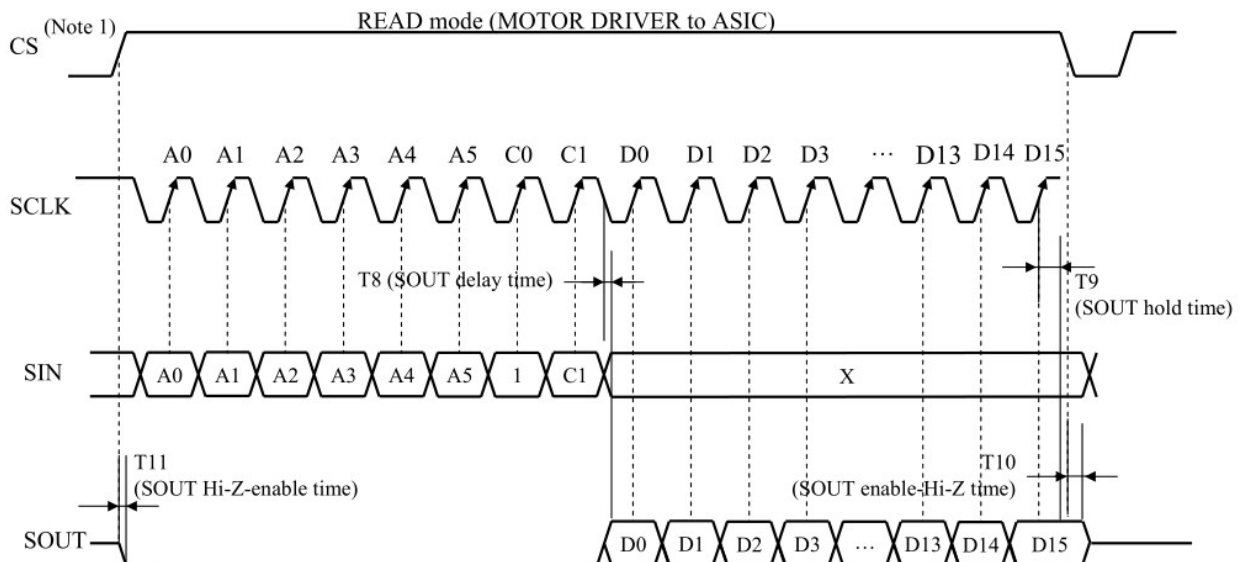 (Note 1)
READ mode (MOTOR DRIVER to ASIC)
CS
A0 A1 A2 A3 A4 A5 C0 C1 D0 D1 D2 D3 ... D13 D14 D15
SCLK
T8 (SOUT delay time)
T9
(SOUT hold time)
SIN
A0 A1 A2 A3 A4 A5 1 C1 X
T11
(SOUT Hi-Z-enable time)
T10
(SOUT enable-Hi-Z time)
SOUT
D0 D1 D2 D3 ... D13 D14 D15